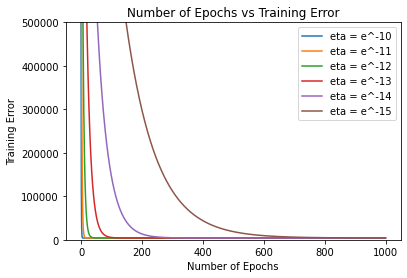 Number of Epochs vs Training Error
500000
400000
300000
200000
100000
0
Training Error
eta = e^-10
eta = e^-11
eta = e^-12
eta = e^-13
eta = e^-14
eta = e^-15
0 200 400 600 800 1000
Number of Epochs